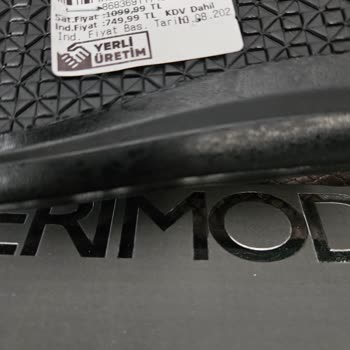 Sat.Fiyat :1099,99 TL KDV Dahil
İnd.Fiyat :749,99 TL
İnd. Fiyat Baş. Tarihi
YERLİ
ÜRETİM
ERIMOD